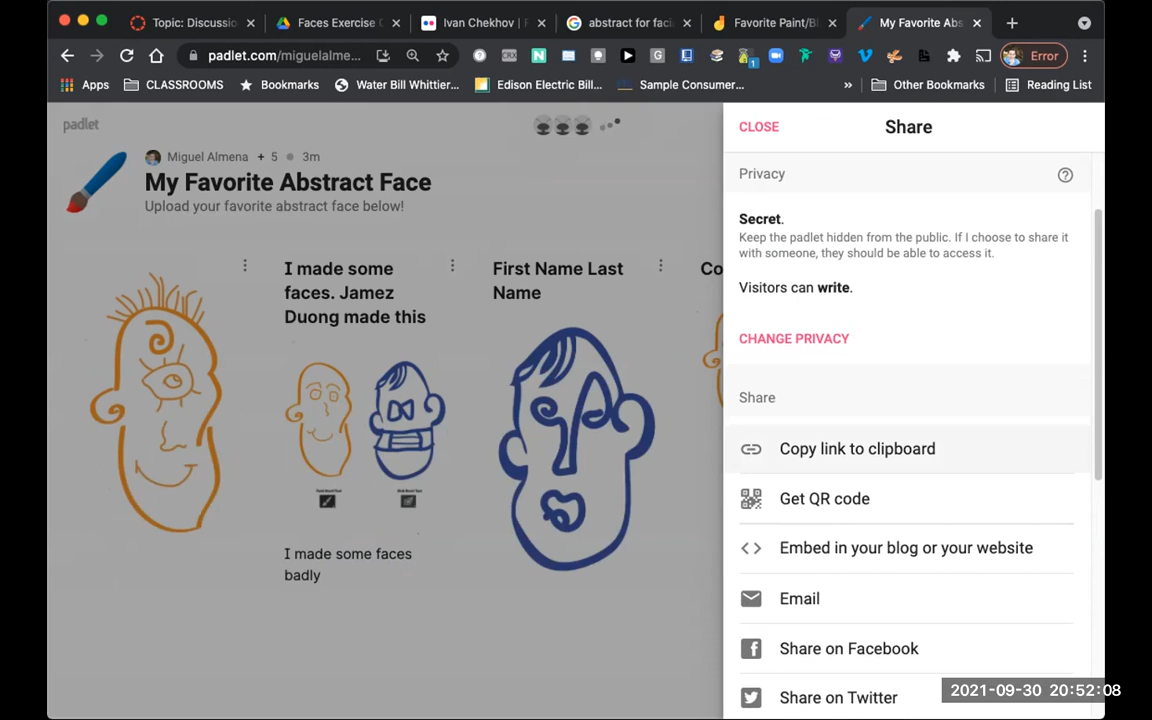 Topic: Discussio
Faces Exercise C
Ivan Chekhov | F
abstract for faci
Favorite Paint/Bl
My Favorite Abs
padlet.com/miguelalme...
CRX
N
G
1
Error
Apps
CLASSROOMS
Bookmarks
Water Bill Whittier...
Edison Electric Bil...
Sample Consumer...
»
Other Bookmarks
Reading List
padlet
Miguel Almena + 5 3m
My Favorite Abstract Face
Upload your favorite abstract face below!
I made some
faces. Jamez
Duong made this
I made some faces
badly
First Name Last
Name
Co
CLOSE
Share
Privacy
Secret.
Keep the padlet hidden from the public. If I choose to share it
with someone, they should be able to access it.
Visitors can write.
CHANGE PRIVACY
Share
Copy link to clipboard
Get QR code
Embed in your blog or your website
Email
Share on Facebook
Share on Twitter
2021-09-30 20:52:08